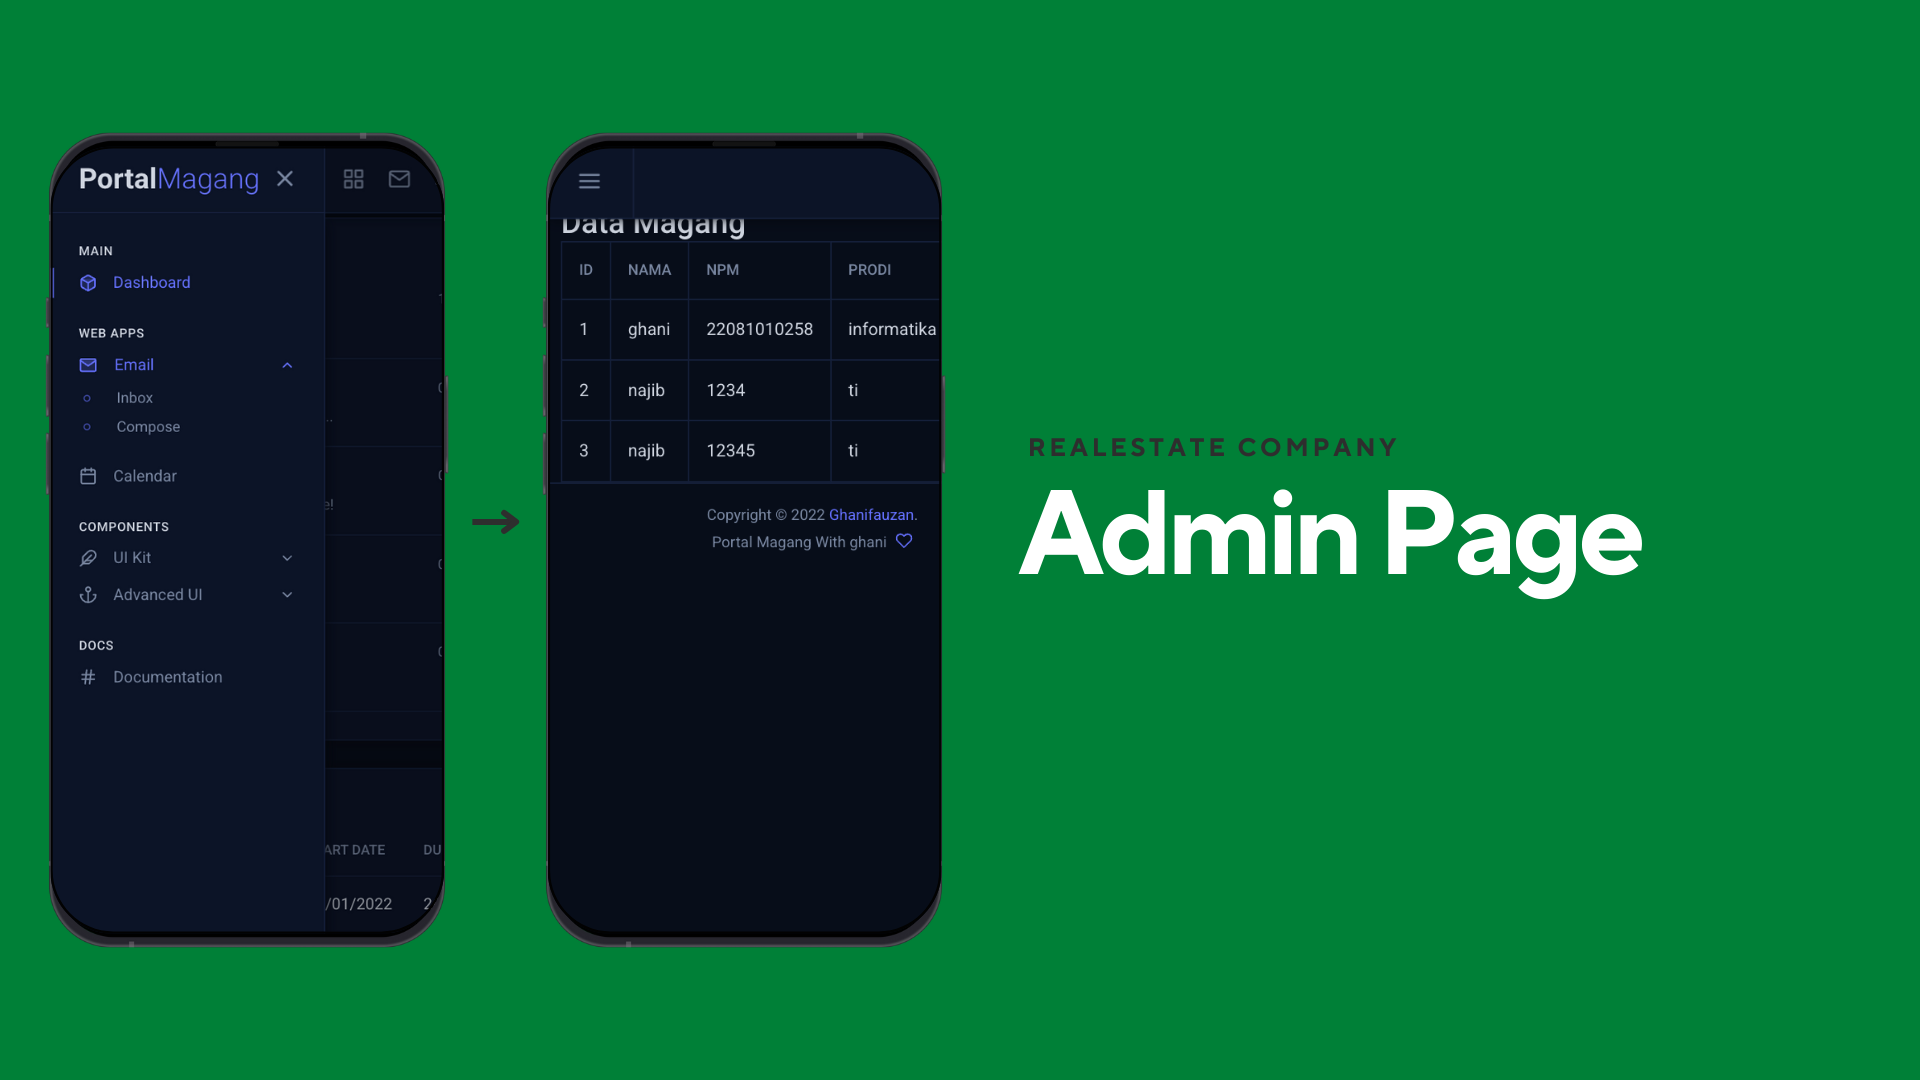 PortalMagang
MAIN
Dashboard
WEB APPS
Email
Inbox
Compose
Calendar
COMPONENTS
UI Kit
Advanced UI
DOCS
Documentation
ART DATE DU
/01/2022 2
Data Magang
ID NAMA NPM PRODI
1 ghani 22081010258 informatika
2 najib 1234 ti
3 najib 12345 ti
Copyright © 2022 Ghanifauzan.
Portal Magang With ghani
REALESTATE COMPANY
Admin Page